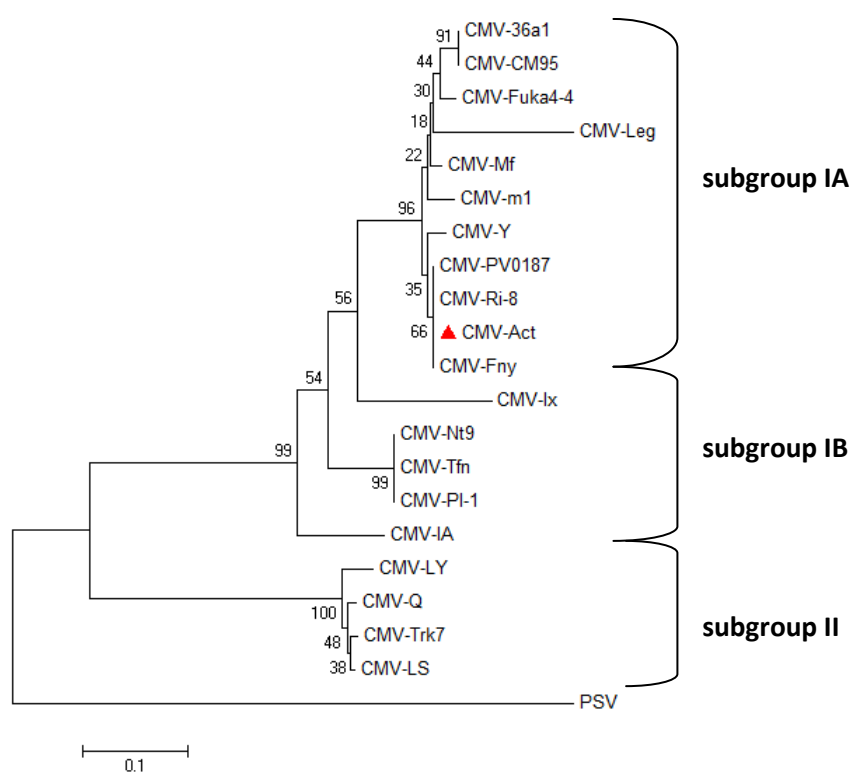 CMV-36a1
91
CMV-CM95
44
CMV-Fuka4-4
30
CMV-Leg
18
CMV-Mf
22
subgroup IA
CMV-m1
96
CMV-Y
CMV-PV0187
35
CMV-Ri-8
56
66
CMV-Act
CMV-Fny
54
CMV-Ix
CMV-Nt9
99
subgroup IB
CMV-Tfn
99
CMV-PI-1
CMV-IA
CMV-LY
CMV-Q
100
subgroup II
CMV-Trk7
48
38
CMV-LS
PSV
0.1